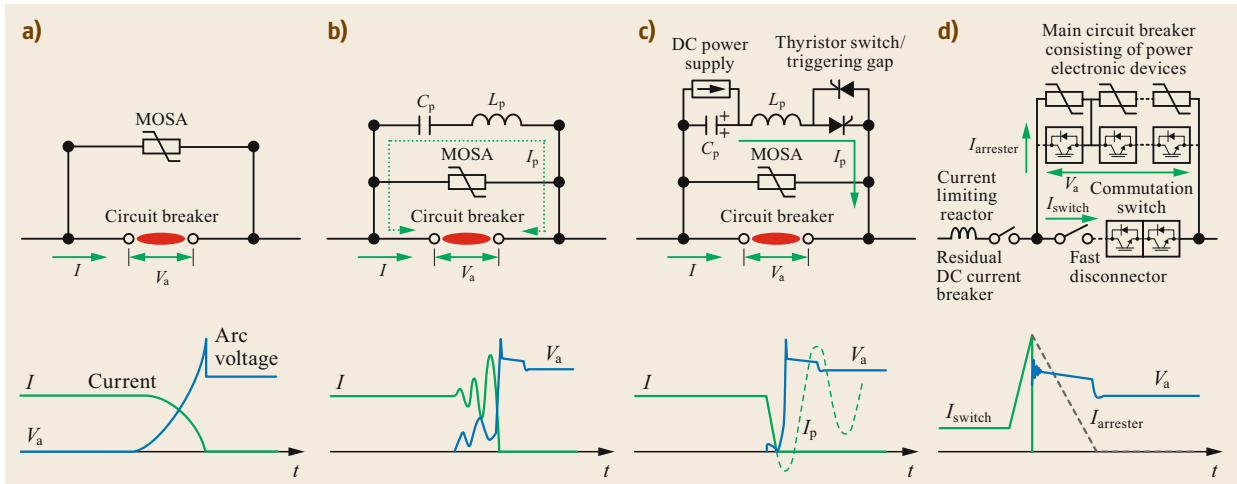 a)
MOSA
Circuit breaker
I
Va
I
Current
Arc
voltage
Va
t
b)
Cp
Lp
Ip
MOSA
Circuit breaker
I
Va
I
Va
t
c)
DC power
supply
Thyristor switch/
triggering gap
Lp
++
Cp
Ip
MOSA
Circuit breaker
I
Va
I
Va
Ip
t
d)
Main circuit breaker
consisting of power
electronic devices
Iarrester
Va
Current
limiting
reactor
Commutation
switch
Iswitch
Residual
DC current
breaker
Fast
disconnector
Va
Iswitch
Iarrester
t